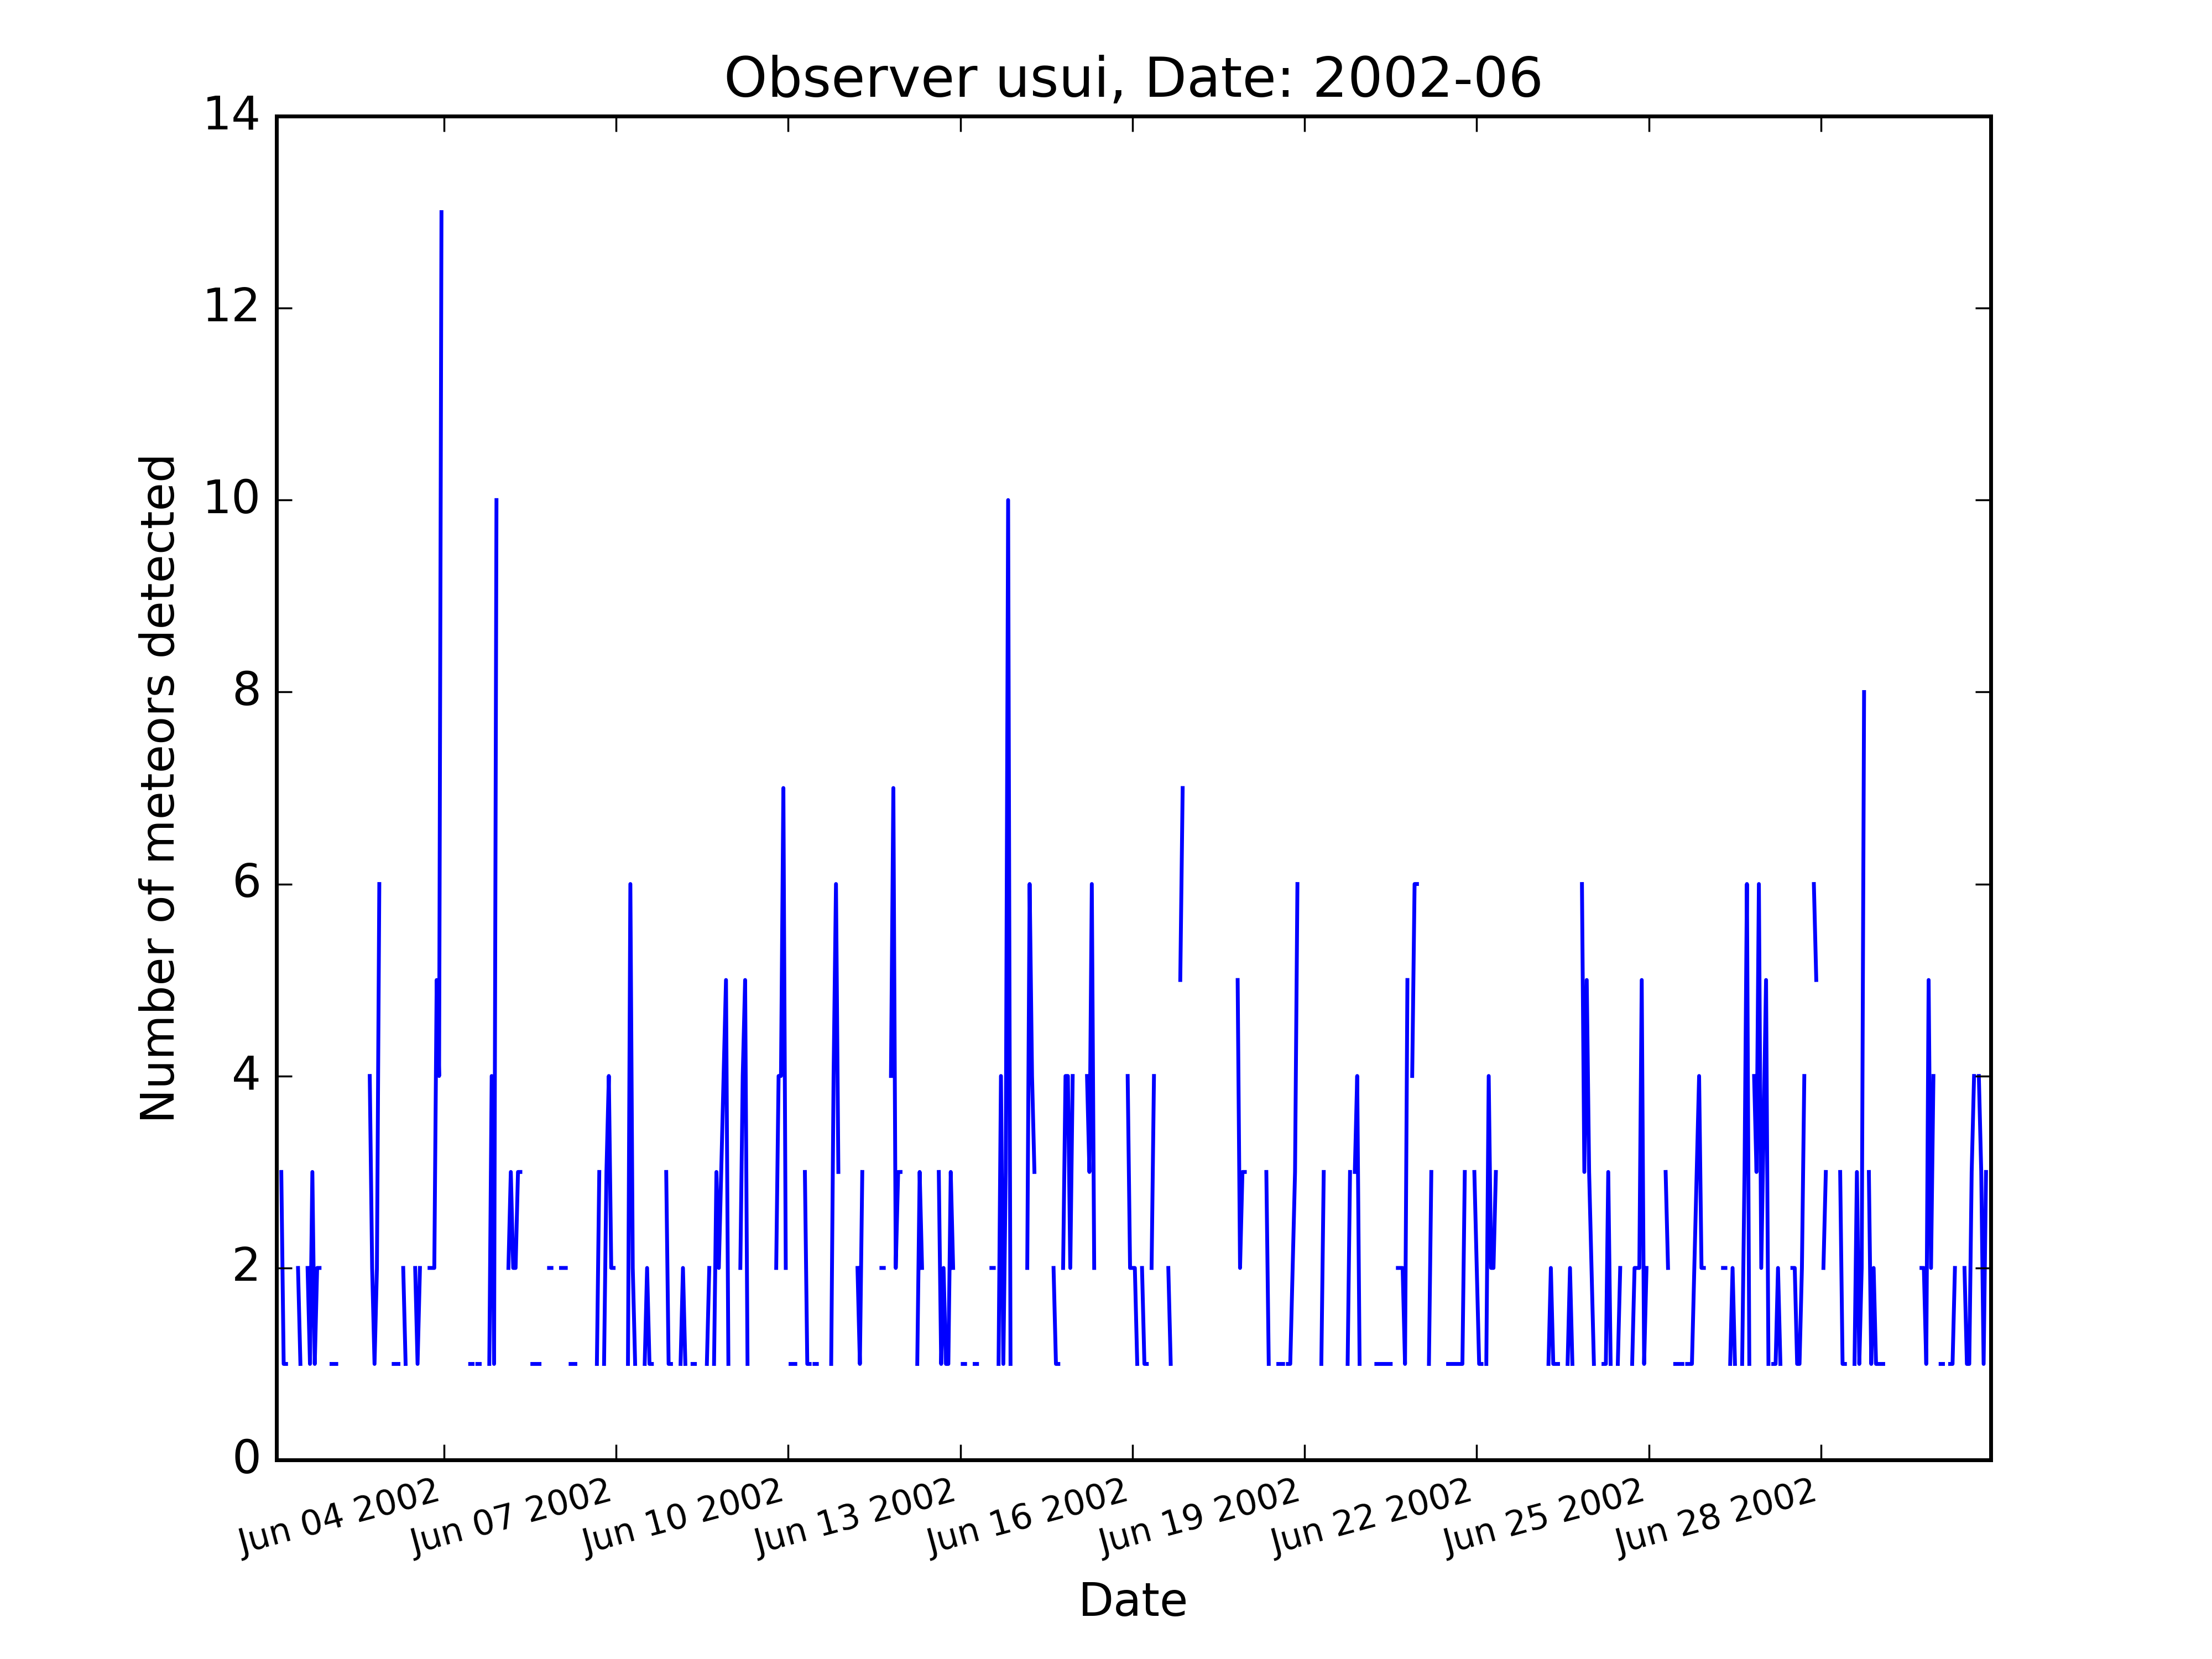 Observer usui, Date: 2002-06
14
12
10
8
6
4
2
0
Number of meteors detected
Jun 04 2002
Jun 07 2002
Jun 10 2002
Jun 13 2002
Jun 16 2002
Jun 19 2002
Jun 22 2002
Jun 25 2002
Jun 28 2002
Date